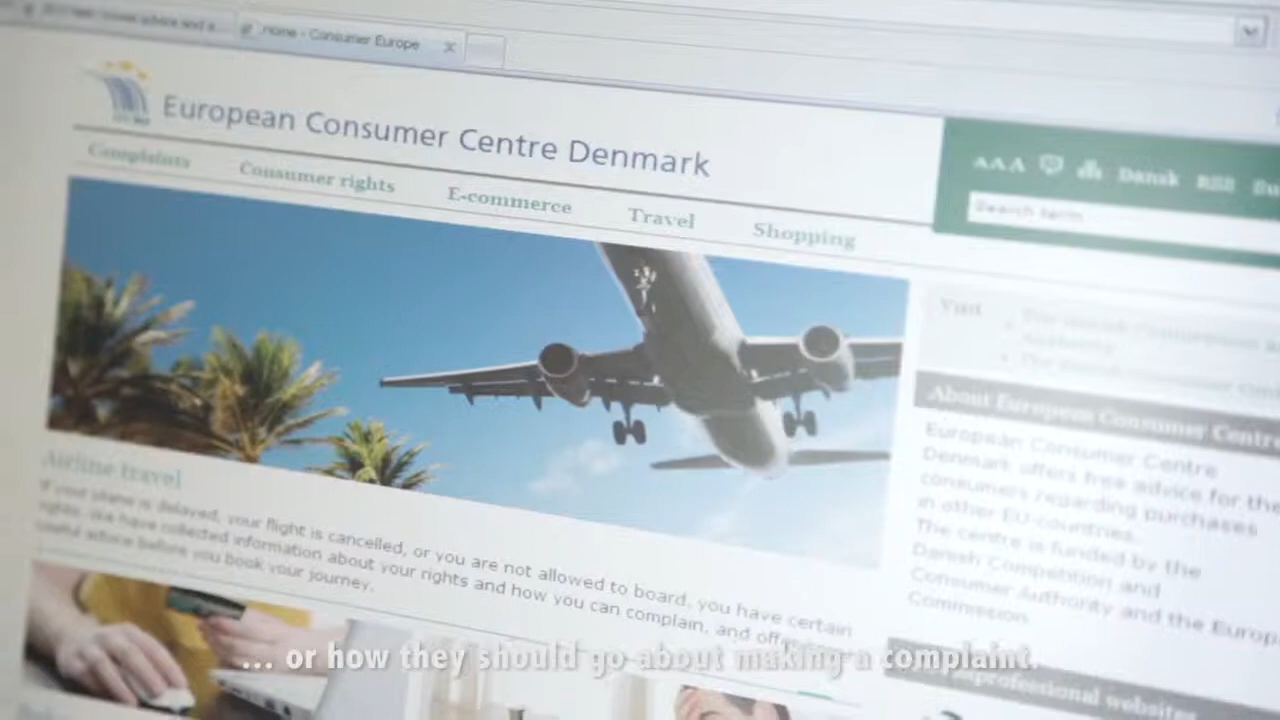 Home - Consumer Europe
European Consumer Centre Denmark
Complaints
Consumer rights
E-commerce
Travel
Shopping
AAA
Dansk
RSS
Search term
Visit
Authority
About European Consumer Centre
European Consumer Centre
Denmark offers free advice for the
consumers regarding purchases
in other EU-countries.
The centre is funded by the
Danish Competition and
Consumer Authority and the Europ
Commission
Airline travel
If your plane is delayed, your flight is cancelled, or you are not allowed to board, you have certain
rights. We have collected information about your rights and how you can complain, and offer
useful advice before you book your journey.
professional websites
... or how they should go about making a complaint.